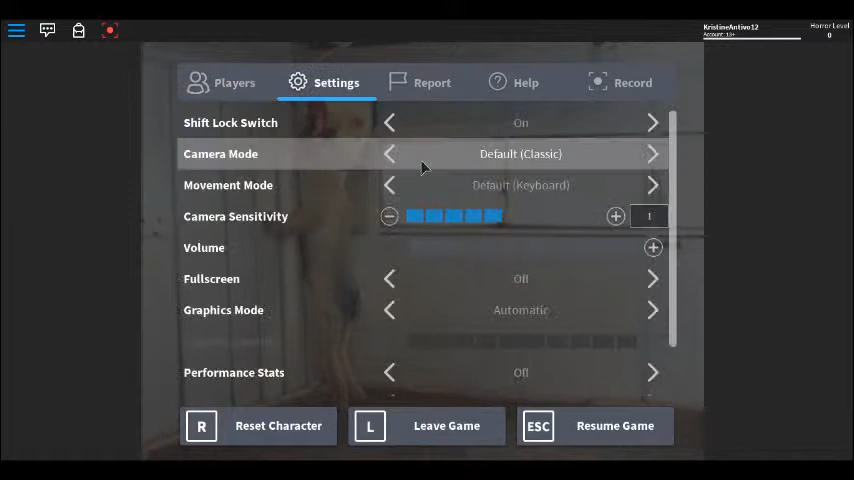 KristineAntivo12
Account: 13+
Horror Level
0
Players
Settings
Report
Help
Record
Shift Lock Switch
On
Camera Mode
Default (Classic)
Movement Mode
Default (Keyboard)
Camera Sensitivity
1
Volume
Fullscreen
Off
Graphics Mode
Automatic
Performance Stats
Off
R
Reset Character
L
Leave Game
ESC
Resume Game